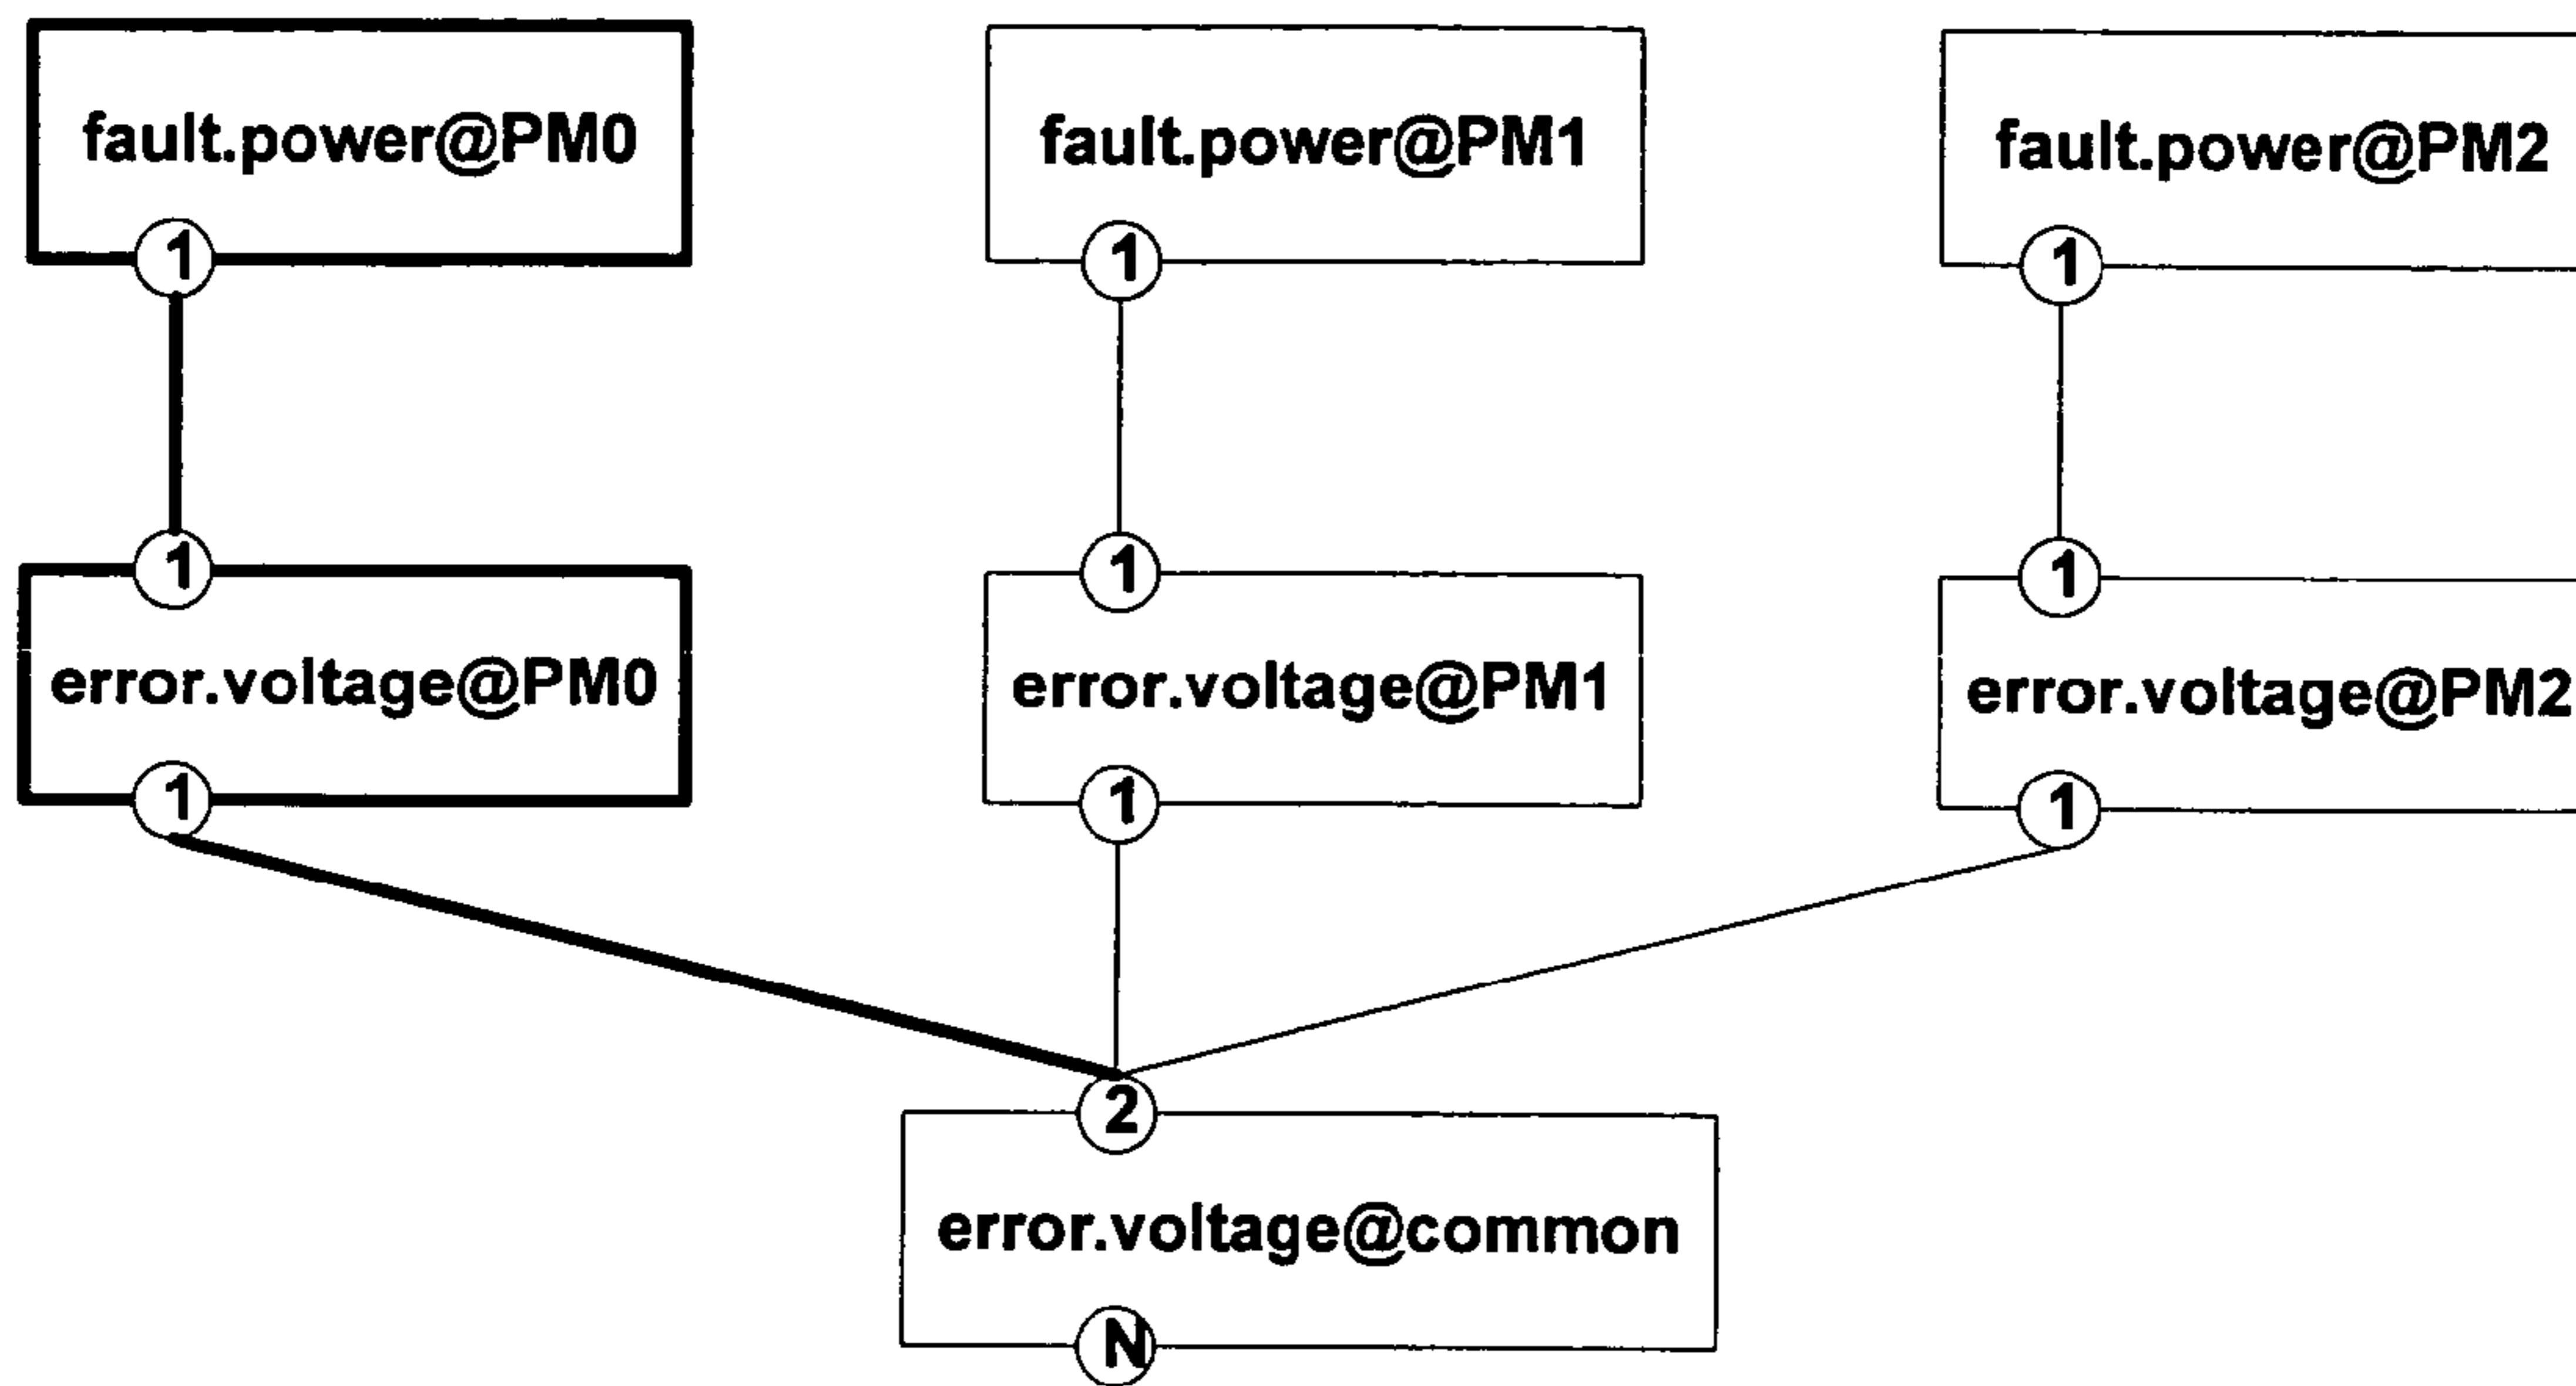 fault.power@PM0 fault.power@PM1 fault.power@PM2
1 1 1
1 1 1
error.voltage@PM0 error.voltage@PM1 error.voltage@PM2
1 1 1
2
error.voltage@common
N